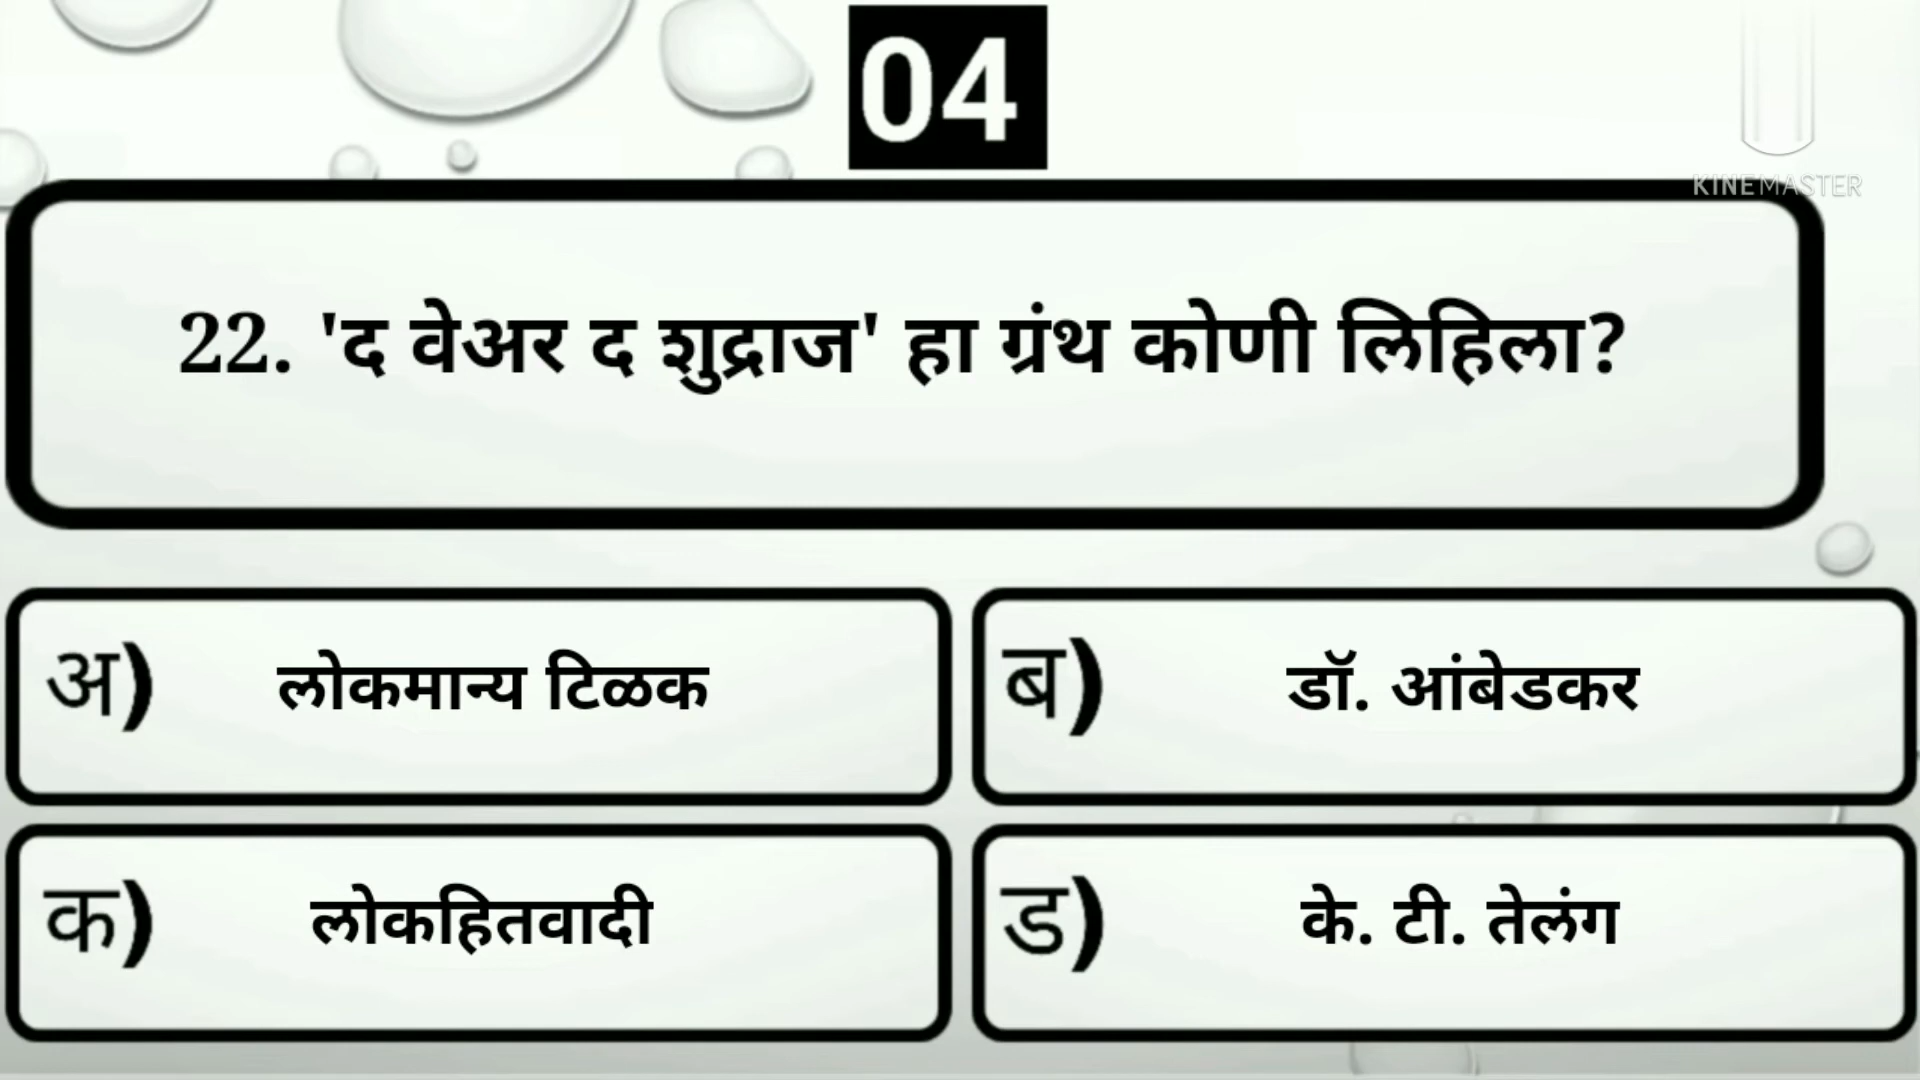 04
KINEMASTER
22. 'द वेअर द शुद्राज' हा ग्रंथ कोणी लिहिला?
अ) लोकमान्य टिळक
ब) डॉ. आंबेडकर
क) लोकहितवादी
ड) के. टी. तेलंग